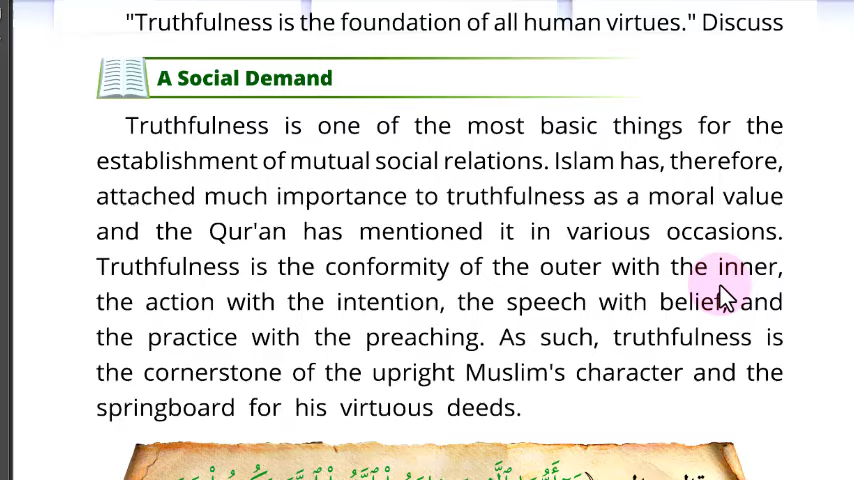 "Truthfulness is the foundation of all human virtues." Discuss
A Social Demand
Truthfulness is one of the most basic things for the
establishment of mutual social relations. Islam has, therefore,
attached much importance to truthfulness as a moral value
and the Qur'an has mentioned it in various occasions.
Truthfulness is the conformity of the outer with the inner,
the action with the intention, the speech with belief, and
the practice with the preaching. As such, truthfulness is
the cornerstone of the upright Muslim's character and the
springboard for his virtuous deeds.